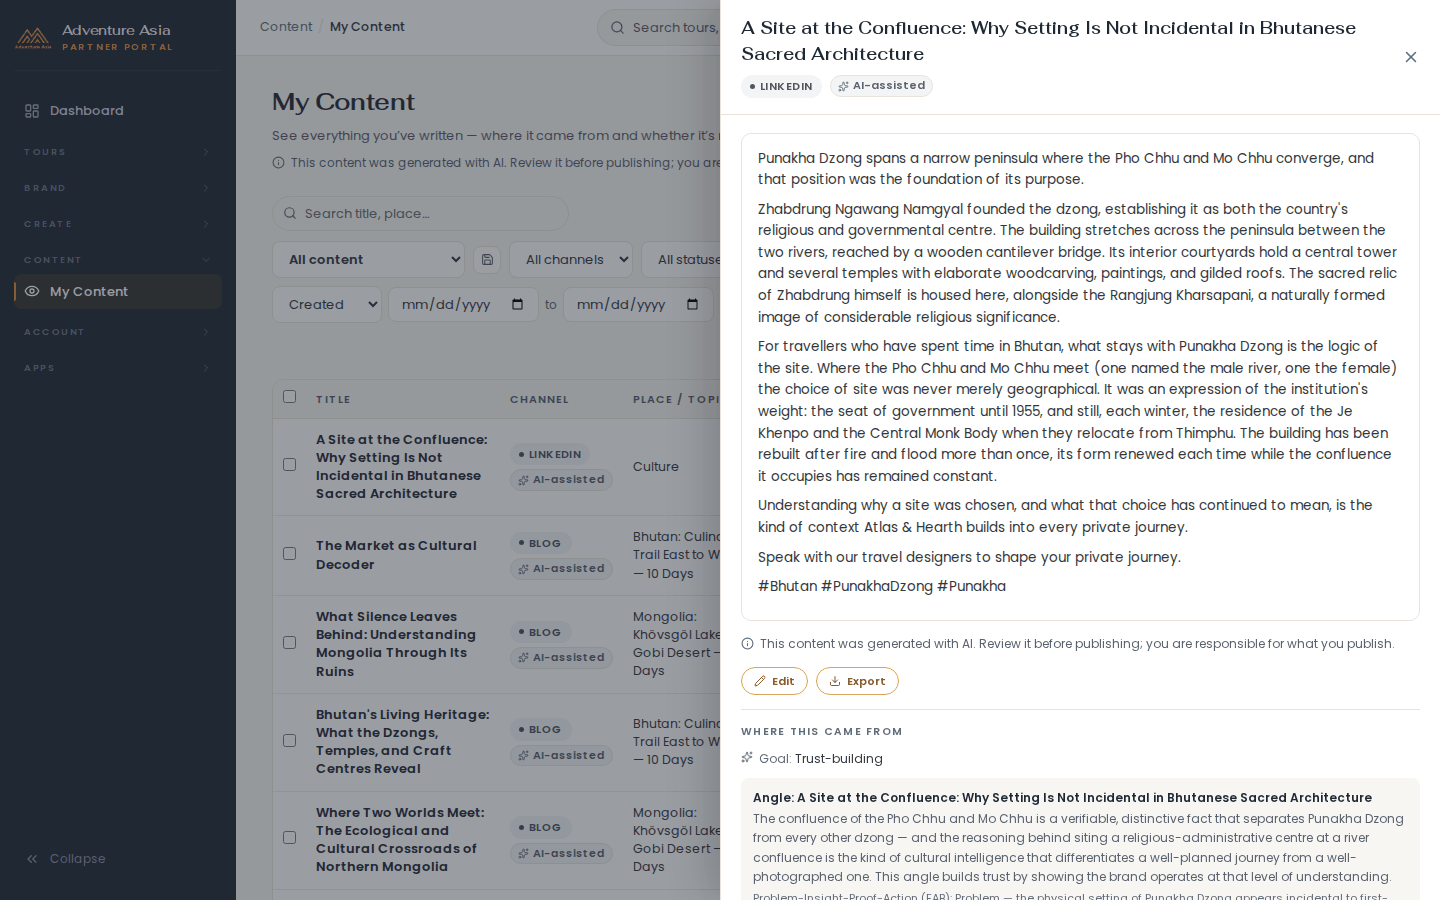 Adventure Asia
PARTNER PORTAL
Adventure Asia
Dashboard
TOURS
BRAND
CREATE
CONTENT
My Content
ACCOUNT
APPS
Collapse
Content / My Content
Search tours,
My Content
See everything you've written — where it came from and whether it's
This content was generated with AI. Review it before publishing; you are
Search title, place...
All content
All channels
All statuse
Created
mm/dd/yyyy
to
mm/dd/yyyy
TITLE CHANNEL PLACE / TOPI
A Site at the Confluence:
Why Setting Is Not
Incidental in Bhutanese
Sacred Architecture
LINKEDIN
AI-assisted
Culture
The Market as Cultural
Decoder
BLOG
AI-assisted
Bhutan: Culina
Trail East to W
— 10 Days
What Silence Leaves
Behind: Understanding
Mongolia Through Its
Ruins
BLOG
AI-assisted
Mongolia:
Khövsgöl Lake
Gobi Desert –
Days
Bhutan's Living Heritage:
What the Dzongs,
Temples, and Craft
Centres Reveal
BLOG
AI-assisted
Bhutan: Culina
Trail East to W
— 10 Days
Where Two Worlds Meet:
The Ecological and
Cultural Crossroads of
Northern Mongolia
BLOG
AI-assisted
Mongolia:
Khövsgöl Lake
Gobi Desert –
Days
A Site at the Confluence: Why Setting Is Not Incidental in Bhutanese
Sacred Architecture
LINKEDIN
AI-assisted
Punakha Dzong spans a narrow peninsula where the Pho Chhu and Mo Chhu converge, and
that position was the foundation of its purpose.
Zhabdrung Ngawang Namgyal founded the dzong, establishing it as both the country's
religious and governmental centre. The building stretches across the peninsula between the
two rivers, reached by a wooden cantilever bridge. Its interior courtyards hold a central tower
and several temples with elaborate woodcarving, paintings, and gilded roofs. The sacred relic
of Zhabdrung himself is housed here, alongside the Rangjung Kharsapani, a naturally formed
image of considerable religious significance.
For travellers who have spent time in Bhutan, what stays with Punakha Dzong is the logic of
the site. Where the Pho Chhu and Mo Chhu meet (one named the male river, one the female)
the choice of site was never merely geographical. It was an expression of the institution's
weight: the seat of government until 1955, and still, each winter, the residence of the Je
Khenpo and the Central Monk Body when they relocate from Thimphu. The building has been
rebuilt after fire and flood more than once, its form renewed each time while the confluence
it occupies has remained constant.
Understanding why a site was chosen, and what that choice has continued to mean, is the
kind of context Atlas & Hearth builds into every private journey.
Speak with our travel designers to shape your private journey.
#Bhutan #PunakhaDzong #Punakha
This content was generated with AI. Review it before publishing; you are responsible for what you publish.
Edit
Export
WHERE THIS CAME FROM
Goal: Trust-building
Angle: A Site at the Confluence: Why Setting Is Not Incidental in Bhutanese Sacred Architecture
The confluence of the Pho Chhu and Mo Chhu is a verifiable, distinctive fact that separates Punakha Dzong
from every other dzong — and the reasoning behind siting a religious-administrative centre at a river
confluence is the kind of cultural intelligence that differentiates a well-planned journey from a well-
photographed one. This angle builds trust by showing the brand operates at that level of understanding.
Problem-Insight-Proof-Action (EAB): Problem — the physical setting of Punakha Dzong appears incidental to first-